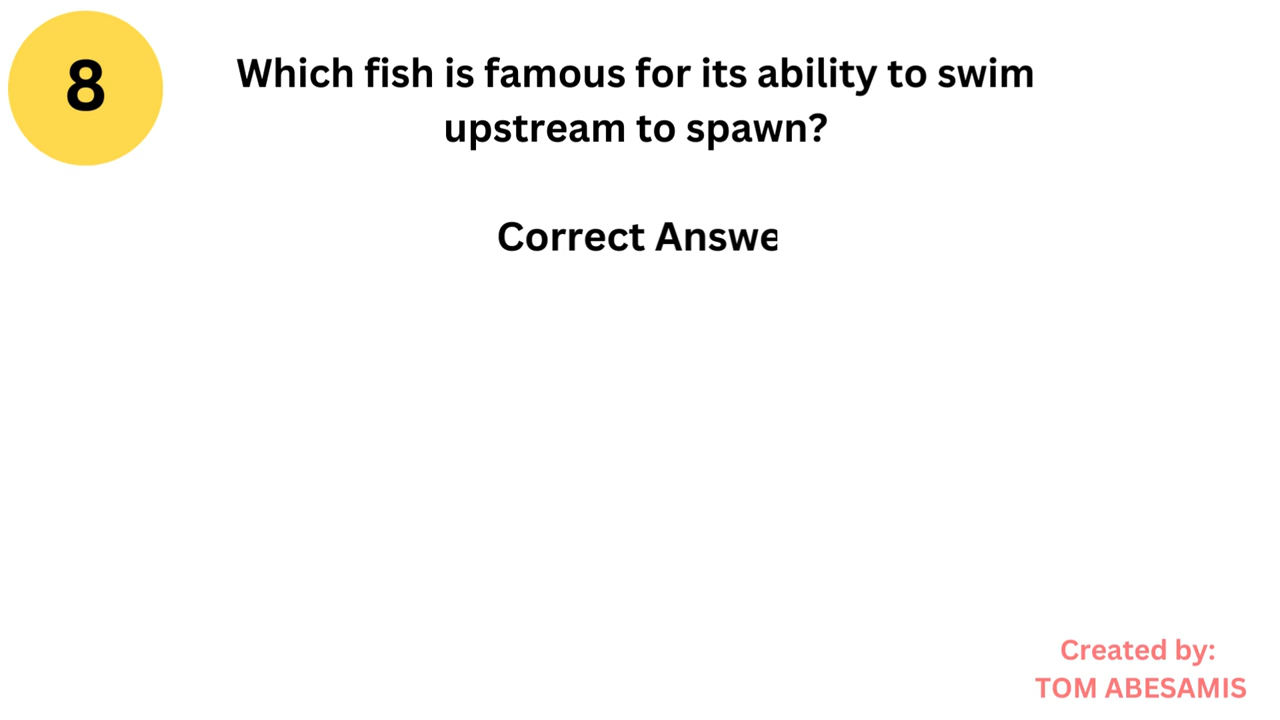 8
Which fish is famous for its ability to swim
upstream to spawn?
Correct Answe
Created by:
TOM ABESAMIS